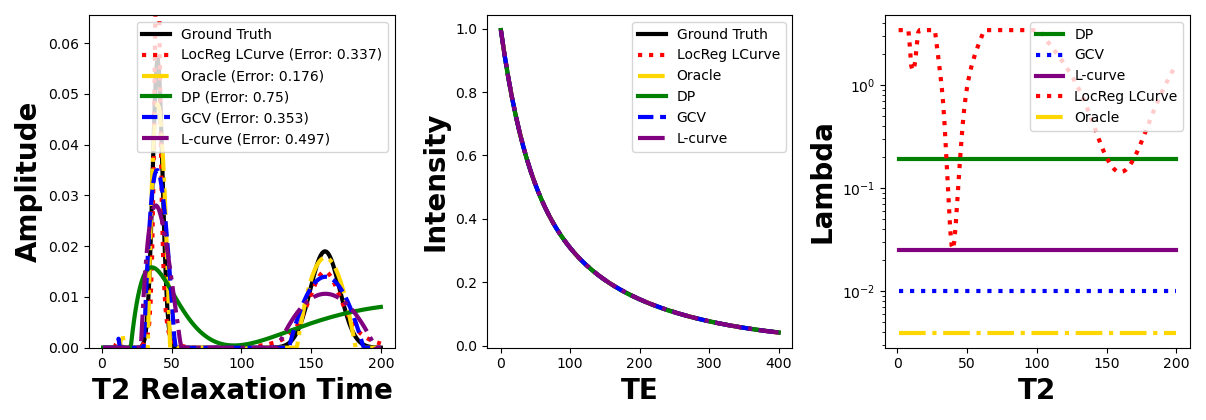 Amplitude
0.00
0.01
0.02
0.03
0.04
0.05
0.06
0
50
100
150
200
T2 Relaxation Time
Ground Truth
LocReg LCurve (Error: 0.337)
Oracle (Error: 0.176)
DP (Error: 0.75)
GCV (Error: 0.353)
L-curve (Error: 0.497)
Intensity
0.0
0.2
0.4
0.6
0.8
1.0
0
100
200
300
400
TE
Ground Truth
LocReg LCurve
Oracle
DP
GCV
L-curve
Lambda
10⁰
10⁻¹
10⁻²
0
50
100
150
200
T2
DP
GCV
L-curve
LocReg LCurve
Oracle